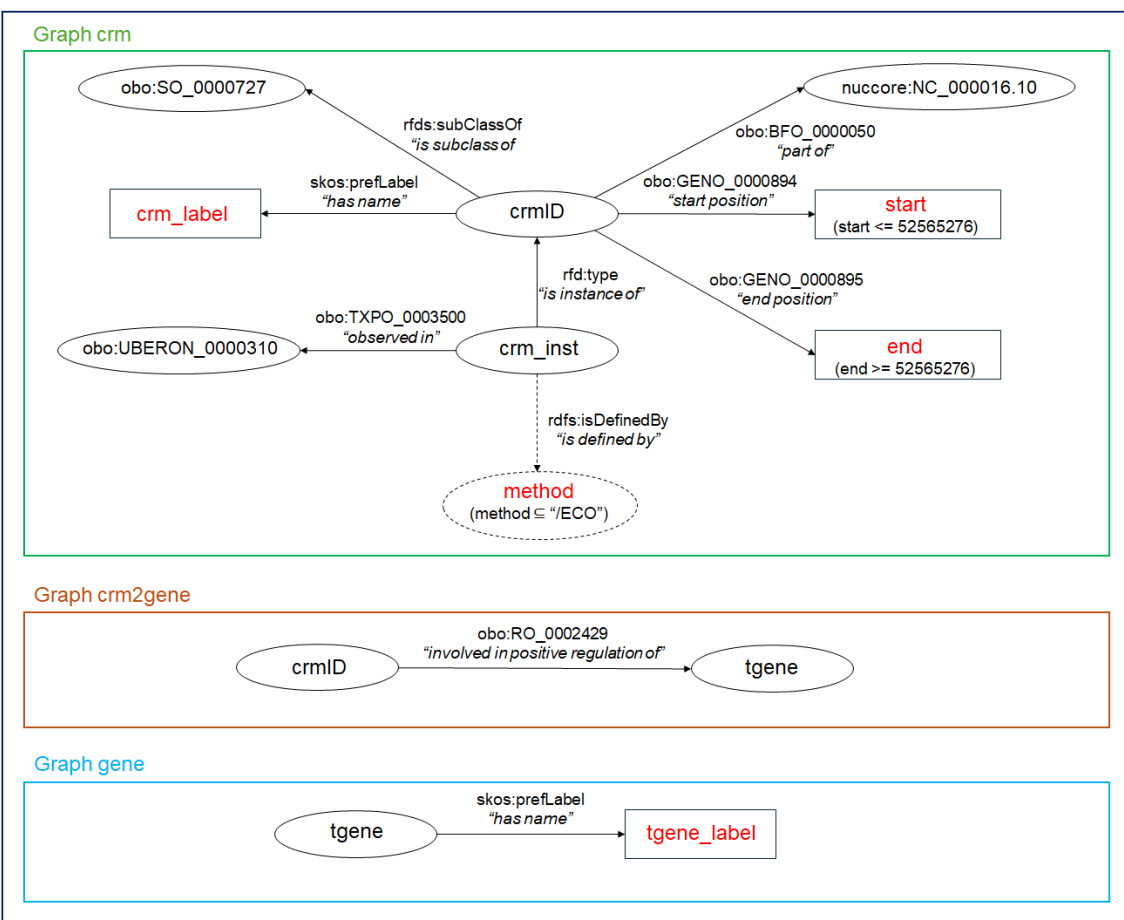 Graph crm
obo:SO_0000727
nuccore:NC_000016.10
rfds:subClassOf
"is subclass of
obo:BFO_0000050
"part of"
skos:prefLabel
"has name"
obo:GENO_0000894
"start position"
crm_label
crmID
start
(start <= 52565276)
rfd:type
"is instance of"
obo:GENO_0000895
"end position"
obo:TXPO_0003500
"observed in"
obo:UBERON_0000310
crm_inst
end
(end >= 52565276)
rdfs:isDefinedBy
"is defined by"
method
(method ⊆ "/ECO")
Graph crm2gene
obo:RO_0002429
"involved in positive regulation of"
crmID
tgene
Graph gene
skos:prefLabel
"has name"
tgene
tgene_label